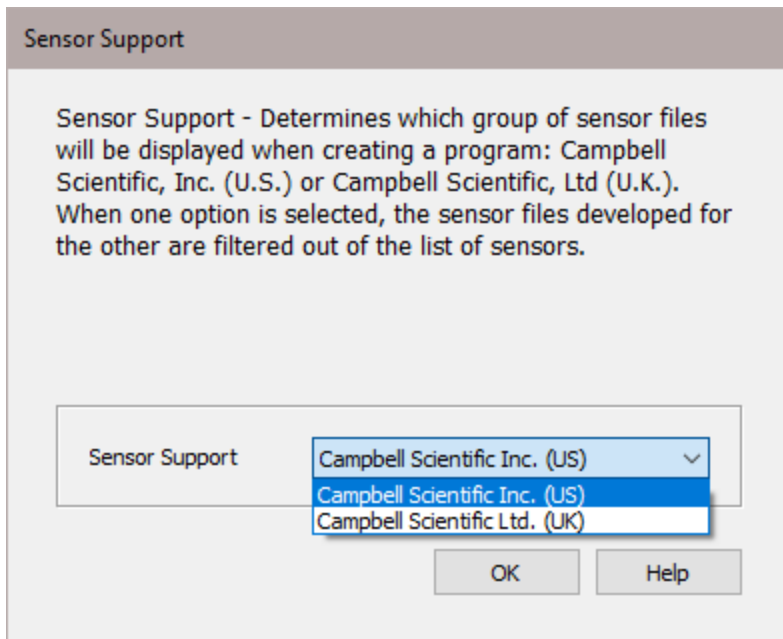 Sensor Support
Sensor Support - Determines which group of sensor files
will be displayed when creating a program: Campbell
Scientific, Inc. (U.S.) or Campbell Scientific, Ltd (U.K.).
When one option is selected, the sensor files developed for
the other are filtered out of the list of sensors.
Sensor Support
Campbell Scientific Inc. (US)
Campbell Scientific Inc. (US)
Campbell Scientific Ltd. (UK)
OK
Help